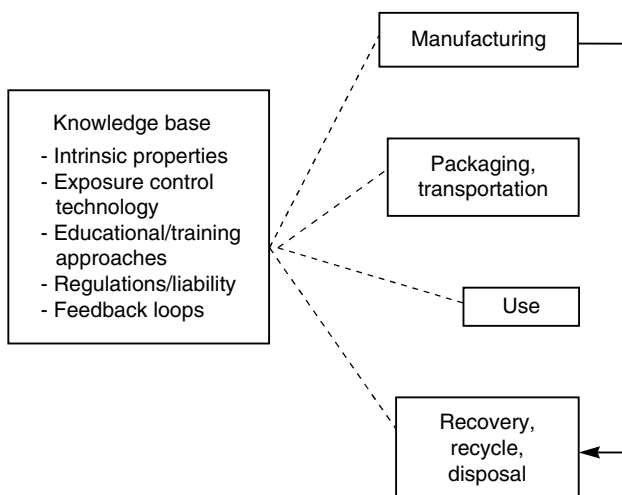 Manufacturing
Knowledge base
- Intrinsic properties
- Exposure control
technology
- Educational/training
approaches
- Regulations/liability
- Feedback loops
Packaging,
transportation
Use
Recovery,
recycle,
disposal